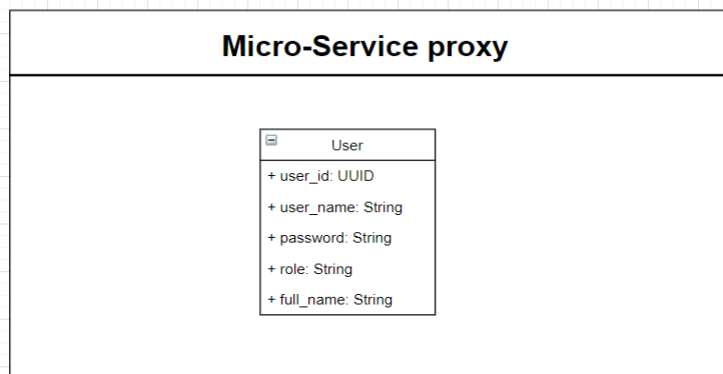 Micro-Service proxy
User
+ user_id: UUID
+ user_name: String
+ password: String
+ role: String
+ full_name: String